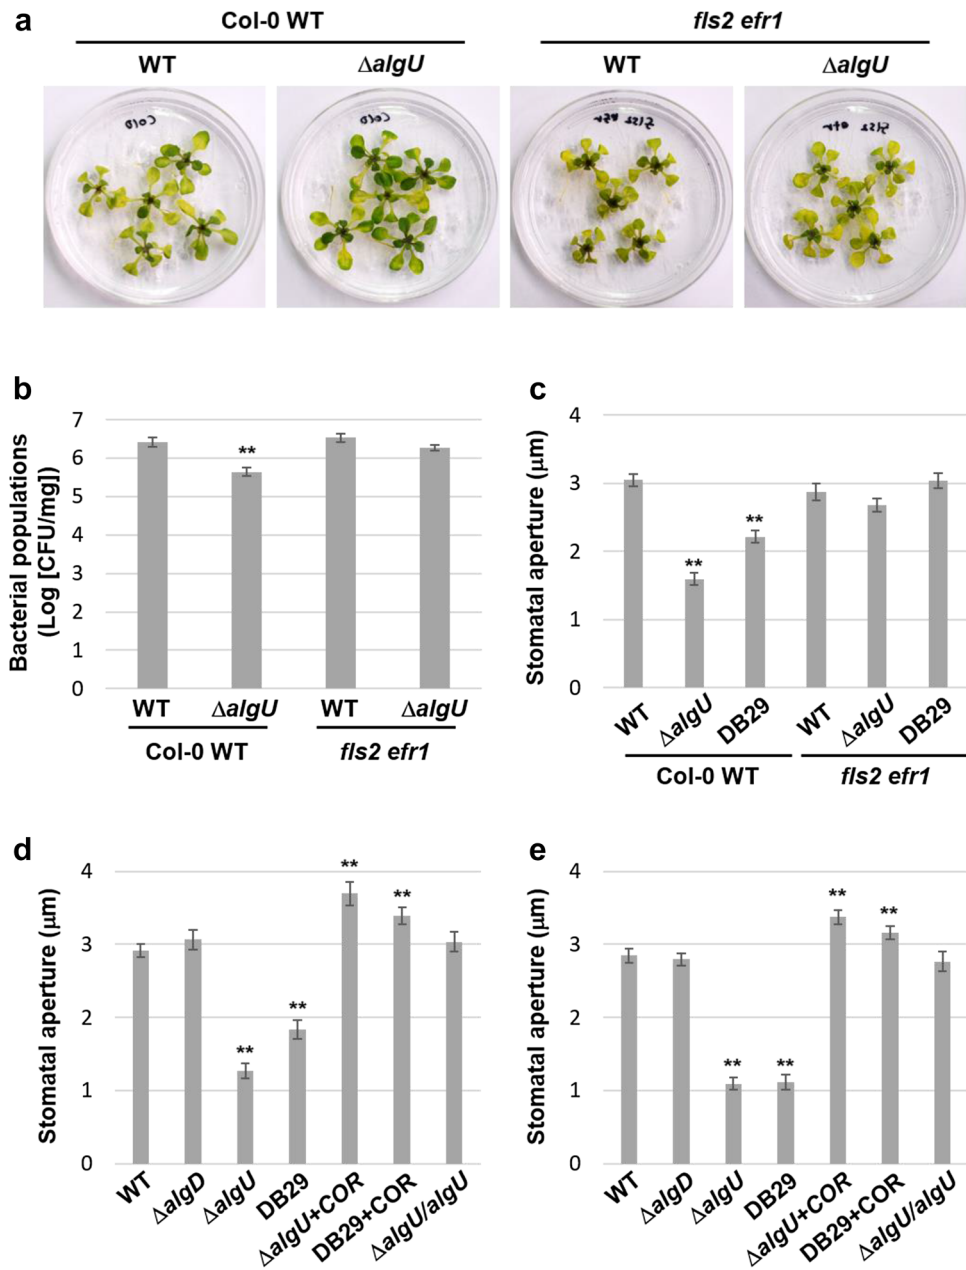 a
Col-0 WT fls2 efr1
WT ΔalgU WT ΔalgU
Col0 Col0
b
Bacterial populations
(Log [CFU/mg])
7
6
5
4
3
2
1
0
**
WT ΔalgU WT ΔalgU
Col-0 WT fls2 efr1
c
Stomatal aperture (µm)
4
3
2
1
0
**
**
WT ΔalgU DB29 WT ΔalgU DB29
Col-0 WT fls2 efr1
d
Stomatal aperture (µm)
4
3
2
1
0
**
**
**
**
WT ΔalgD ΔalgU DB29 ΔalgU+COR DB29+COR ΔalgU/algU
e
Stomatal aperture (µm)
4
3
2
1
0
**
**
**
**
WT ΔalgD ΔalgU DB29 ΔalgU+COR DB29+COR ΔalgU/algU